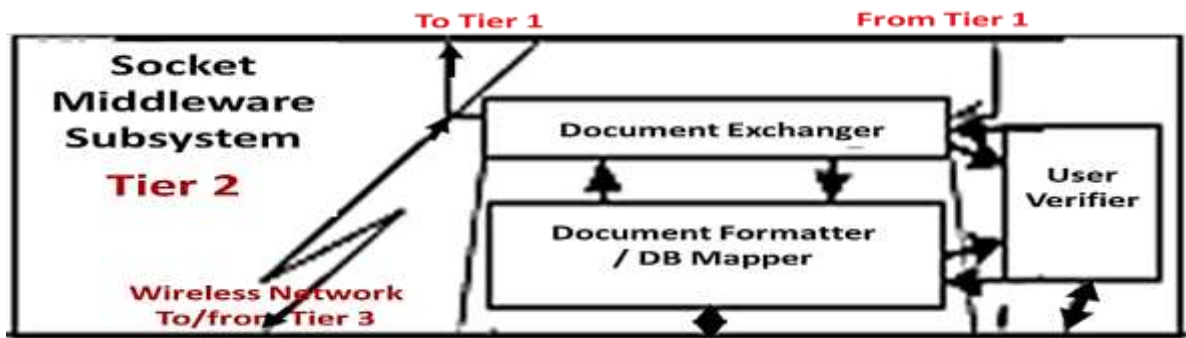 To Tier 1
From Tier 1
Socket
Middleware
Subsystem
Tier 2
Document Exchanger
User
Verifier
Document Formatter
/ DB Mapper
Wireless Network
To/from Tier 3